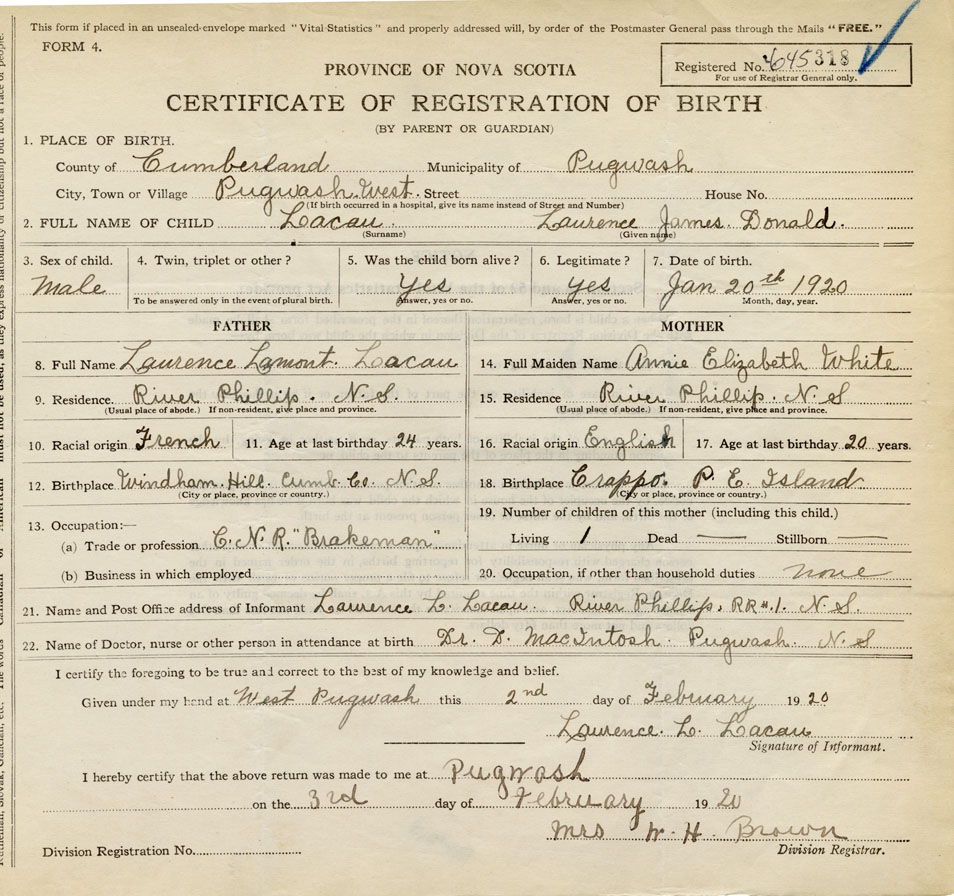 This form if placed in an unsealed envelope marked "Vital Statistics" and properly addressed will, by order of the Postmaster General pass through the Mails "FREE."
FORM 4.
Registered No. 4645318
For use of Registrar General only.
PROVINCE OF NOVA SCOTIA
CERTIFICATE OF REGISTRATION OF BIRTH
(BY PARENT OR GUARDIAN)
1. PLACE OF BIRTH.
County of Cumberland Municipality of Pugwash
City, Town or Village Pugwash West. Street House No.
(If birth occurred in a hospital, give its name instead of Street and Number)
2. FULL NAME OF CHILD Lacau. Laurence James. Donald.
(Surname) (Given name)
3. Sex of child. 4. Twin, triplet or other? 5. Was the child born alive? 6. Legitimate? 7. Date of birth.
Male Yes yes Jan 20th 1920
To be answered only in the event of plural birth. Answer, yes or no. Answer, yes or no. Month, day, year.
FATHER MOTHER
8. Full Name Laurence Lamont. Lacau 14. Full Maiden Name Annie Elizabeth White
9. Residence. River Phillip. N.S. 15. Residence River Phillip. N.S
(Usual place of abode.) If non-resident, give place and province. (Usual place of abode.) If non-resident, give place and province.
10. Racial origin French 11. Age at last birthday 24 years. 16. Racial origin English 17. Age at last birthday 20 years.
12. Birthplace Windham. Hill. Cumb. Co. N.S. 18. Birthplace Crappo. P. E. Island
(City or place, province or country.) (City or place, province or country.)
19. Number of children of this mother (including this child.)
13. Occupation:—
(a) Trade or profession C.N.R. "Brakeman" Living 1 Dead — Stillborn —
(b) Business in which employed 20. Occupation, if other than household duties none
21. Name and Post Office address of Informant Lawrence L. Lacau. River Phillip, RR#.1. N.S.
22. Name of Doctor, nurse or other person in attendance at birth Dr. D. MacIntosh. Pugwash. N.S
I certify the foregoing to be true and correct to the best of my knowledge and belief.
Given under my hand at West Pugwash this 2nd day of February 1920
Laurence. L. Lacau
Signature of Informant.
I hereby certify that the above return was made to me at Pugwash
on the 3rd day of February 1920
Mrs W. H. Brown
Division Registration No. Division Registrar.